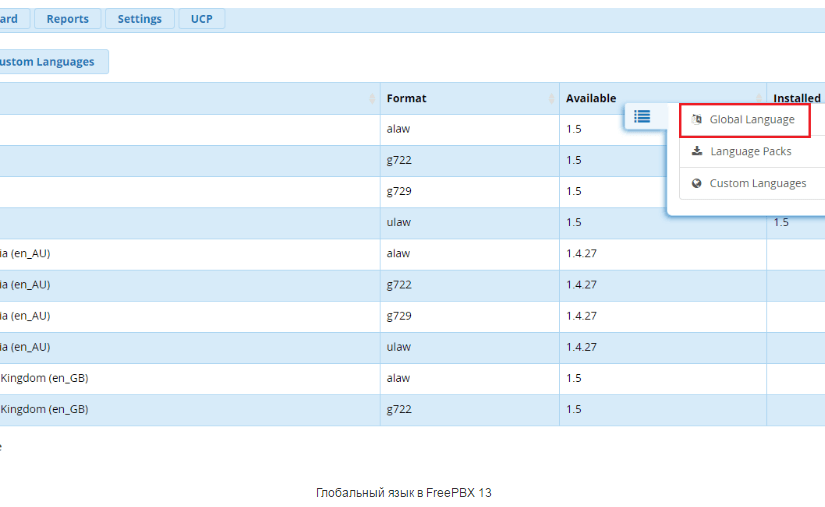 ard Reports Settings UCP
ustom Languages
Format Available Installed
alaw 1.5 Global Language
g722 1.5 Language Packs
g729 1.5 Custom Languages
ulaw 1.5 1.5
ia (en_AU) alaw 1.4.27
ia (en_AU) g722 1.4.27
ia (en_AU) g729 1.4.27
ia (en_AU) ulaw 1.4.27
Kingdom (en_GB) alaw 1.5
Kingdom (en_GB) g722 1.5
e
Глобальный язык в FreePBX 13